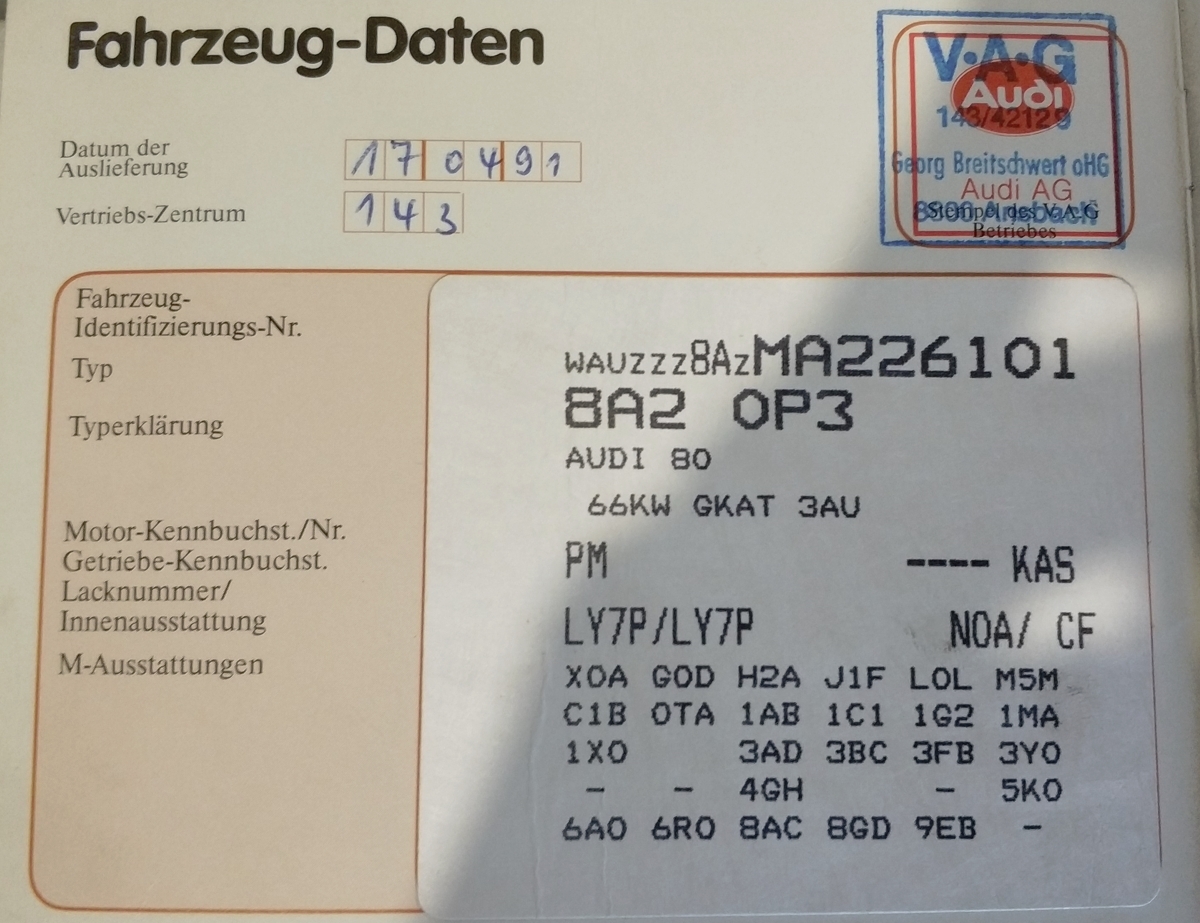 Fahrzeug-Daten
V·A·G
Audi
143/42129
Georg Breitschwert oHG
Audi AG
8800 Ansbach
Stempel des V·A·G
Betriebes
Datum der
Auslieferung
170491
Vertriebs-Zentrum
143
Fahrzeug-
Identifizierungs-Nr.
WAUZZZ8AZMA226101
Typ
8A2 0P3
Typerklärung
AUDI 80
66KW GKAT 3AU
Motor-Kennbuchst./Nr.
Getriebe-Kennbuchst.
PM ---- KAS
Lacknummer/
Innenausstattung
LY7P/LY7P NOA/ CF
M-Ausstattungen
X0A G0D H2A J1F L0L M5M
C1B 0TA 1AB 1C1 1G2 1MA
1X0 3AD 3BC 3FB 3Y0
- - 4GH - 5K0
6A0 6R0 8AC 8GD 9EB -